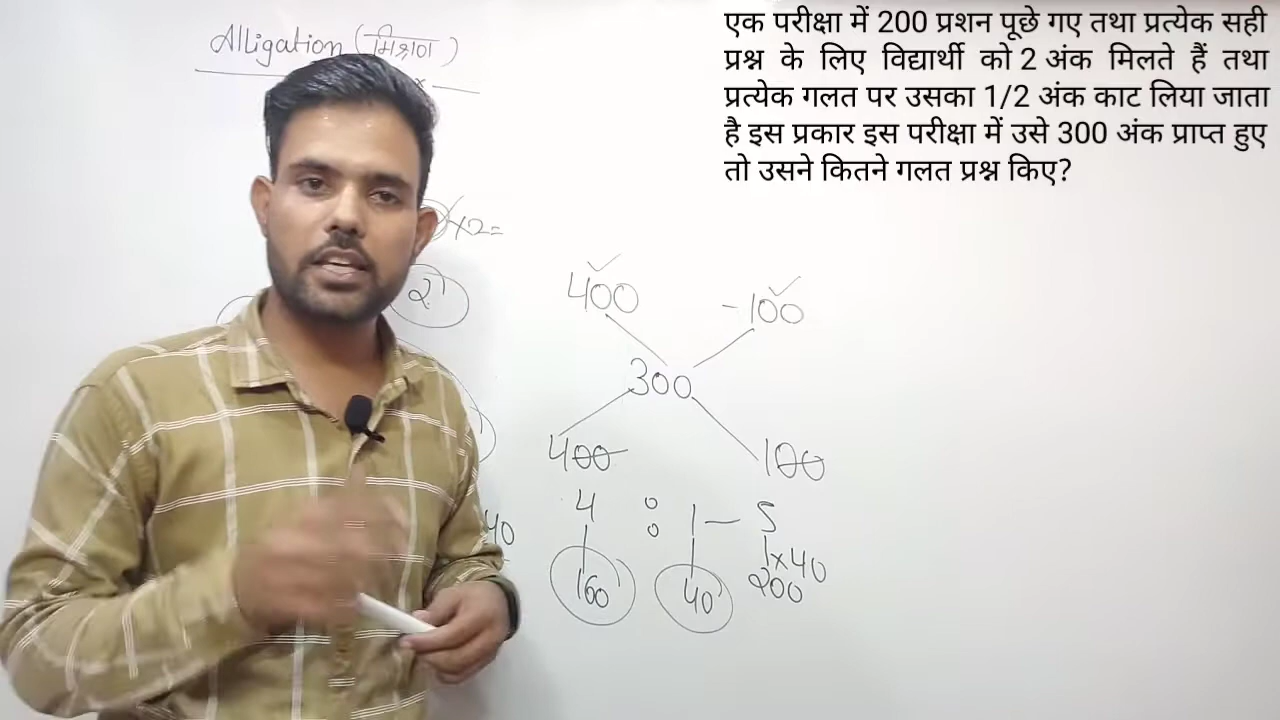 Alligation (मिश्रण)
एक परीक्षा में 200 प्रशन पूछे गए तथा प्रत्येक सही
प्रश्न के लिए विद्यार्थी को 2 अंक मिलते हैं तथा
प्रत्येक गलत पर उसका 1/2 अंक काट लिया जाता
है इस प्रकार इस परीक्षा में उसे 300 अंक प्राप्त हुए
तो उसने कितने गलत प्रश्न किए?
×2=
400 -100
300
400 100
4 : 1 — 5
40
×40
160 40 200